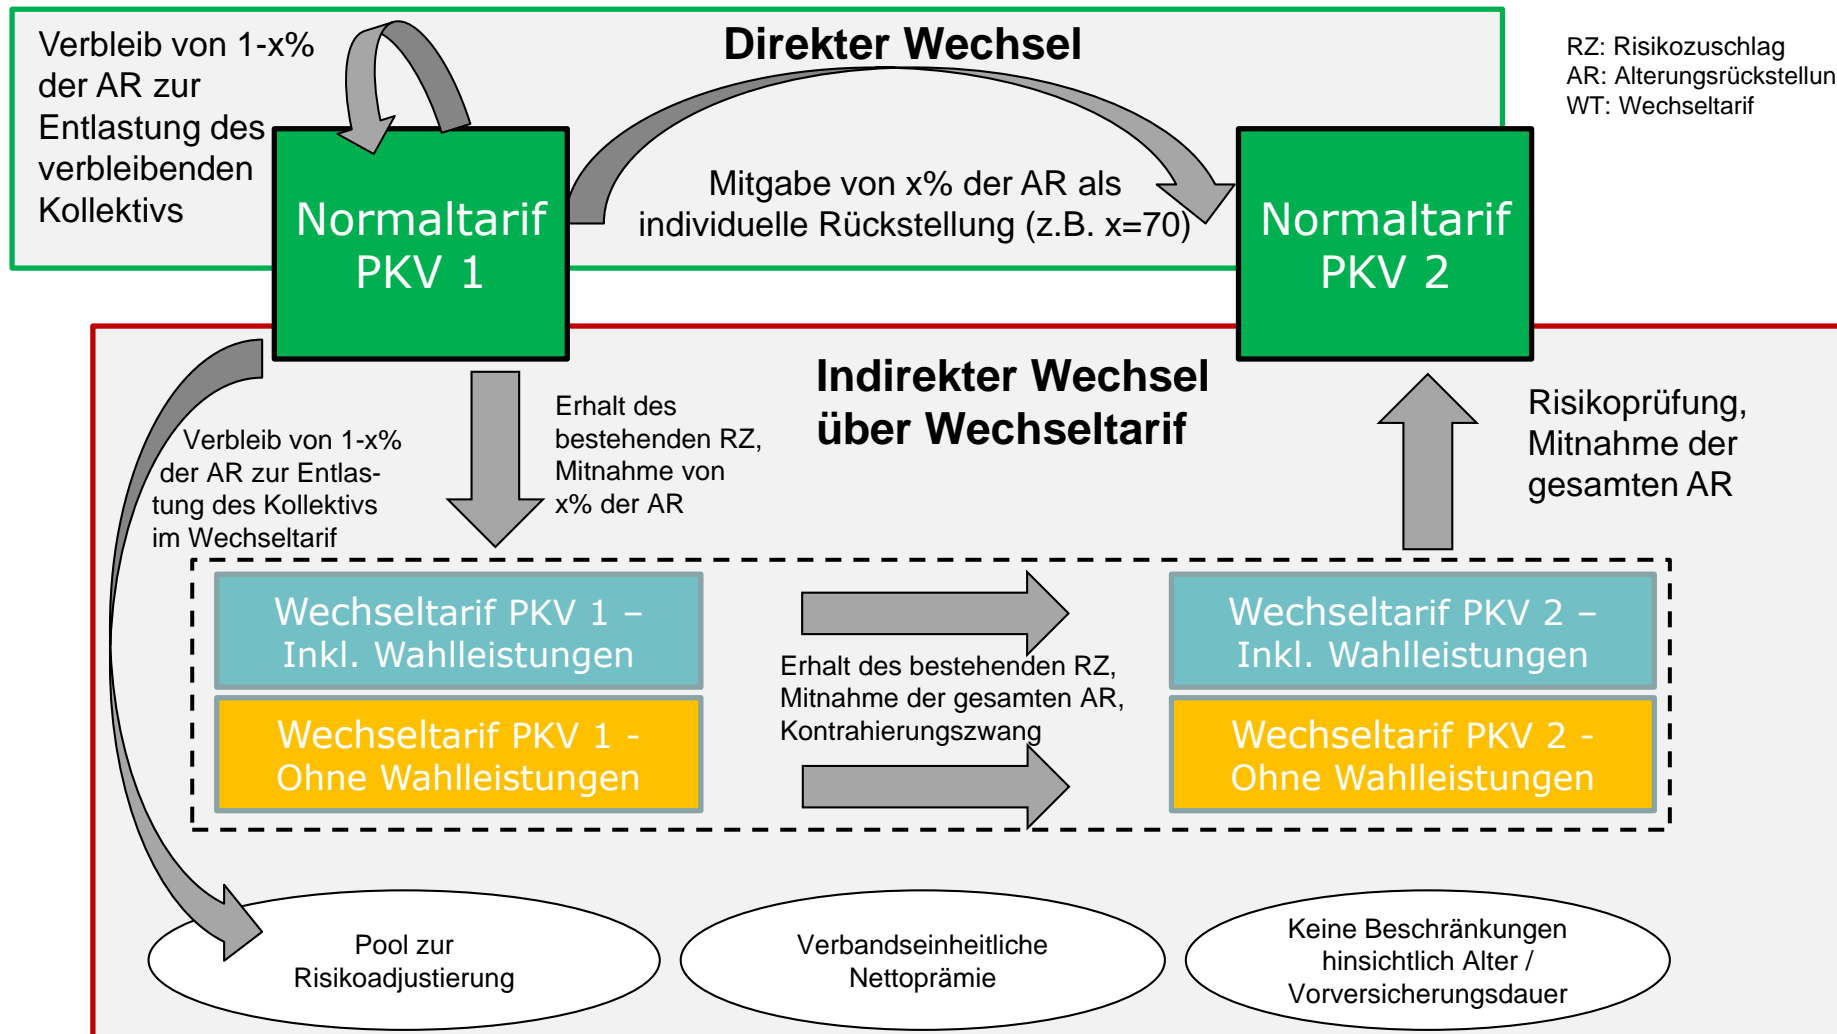 Verbleib von 1-x%
der AR zur
Entlastung des
verbleibenden
Kollektivs
Direkter Wechsel
RZ: Risikozuschlag
AR: Alterungsrückstellun
WT: Wechseltarif
Mitgabe von x% der AR als
individuelle Rückstellung (z.B. x=70)
Normaltarif
PKV 1
Normaltarif
PKV 2
Indirekter Wechsel
über Wechseltarif
Verbleib von 1-x%
der AR zur Entlas-
tung des Kollektivs
im Wechseltarif
Erhalt des
bestehenden RZ,
Mitnahme von
x% der AR
Risikoprüfung,
Mitnahme der
gesamten AR
Wechseltarif PKV 1 –
Inkl. Wahlleistungen
Wechseltarif PKV 1 -
Ohne Wahlleistungen
Erhalt des bestehenden RZ,
Mitnahme der gesamten AR,
Kontrahierungszwang
Wechseltarif PKV 2 –
Inkl. Wahlleistungen
Wechseltarif PKV 2 -
Ohne Wahlleistungen
Pool zur
Risikoadjustierung
Verbandseinheitliche
Nettoprämie
Keine Beschränkungen
hinsichtlich Alter /
Vorversicherungsdauer